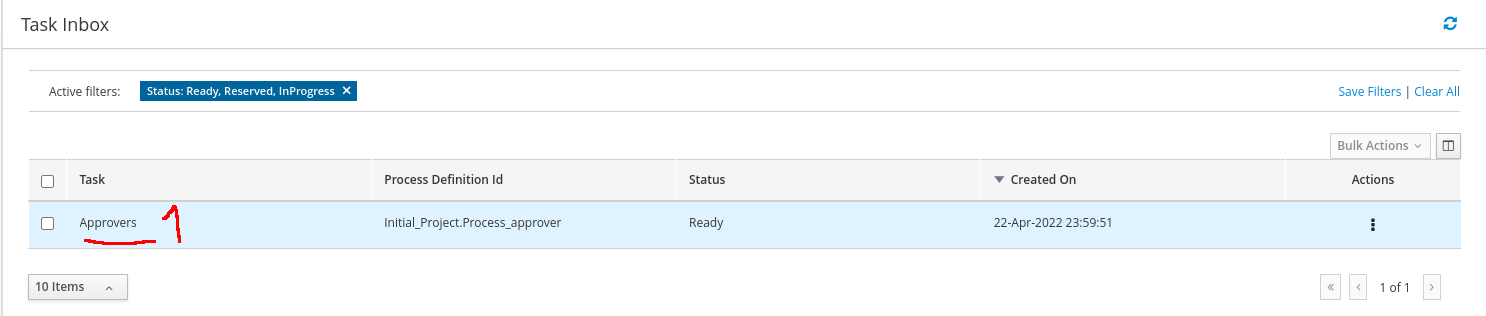 Task Inbox
Active filters: Status: Ready, Reserved, InProgress × Save Filters | Clear All
Bulk Actions
Task Process Definition Id Status Created On Actions
Approvers 1 Initial_Project.Process_approver Ready 22-Apr-2022 23:59:51
10 Items « ‹ 1 of 1 ›